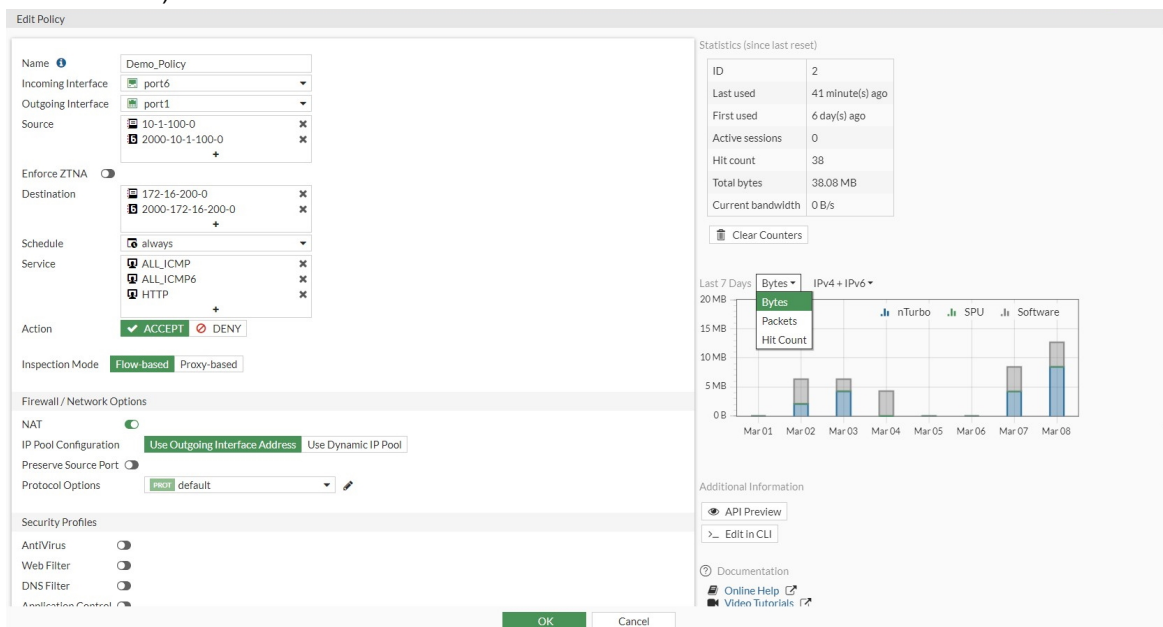 Edit Policy
Name
Demo_Policy
Incoming Interface
port6
Outgoing Interface
port1
Source
10-1-100-0
2000-10-1-100-0
+
Enforce ZTNA
Destination
172-16-200-0
2000-172-16-200-0
+
Schedule
always
Service
ALL_ICMP
ALL_ICMP6
HTTP
+
Action
ACCEPT
DENY
Inspection Mode
Flow-based
Proxy-based
Firewall / Network Options
NAT
IP Pool Configuration
Use Outgoing Interface Address
Use Dynamic IP Pool
Preserve Source Port
Protocol Options
PROT default
Security Profiles
AntiVirus
Web Filter
DNS Filter
Application Control
Statistics (since last reset)
ID 2
Last used 41 minute(s) ago
First used 6 day(s) ago
Active sessions 0
Hit count 38
Total bytes 38.08 MB
Current bandwidth 0 B/s
Clear Counters
Last 7 Days
Bytes
IPv4 + IPv6
Bytes
Packets
Hit Count
nTurbo
SPU
Software
20 MB
15 MB
10 MB
5 MB
0 B
Mar 01 Mar 02 Mar 03 Mar 04 Mar 05 Mar 06 Mar 07 Mar 08
Additional Information
API Preview
>_ Edit in CLI
Documentation
Online Help
Video Tutorials
OK
Cancel